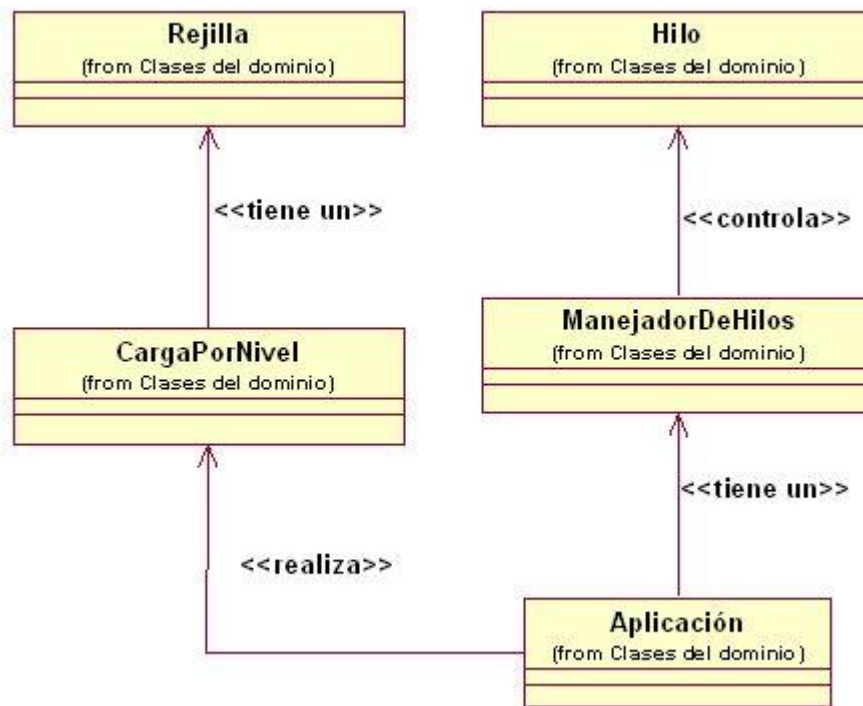 Rejilla
(from Clases del dominio)
Hilo
(from Clases del dominio)
<<tiene un>>
<<controla>>
CargaPorNivel
(from Clases del dominio)
ManejadorDeHilos
(from Clases del dominio)
<<tiene un>>
<<realiza>>
Aplicación
(from Clases del dominio)